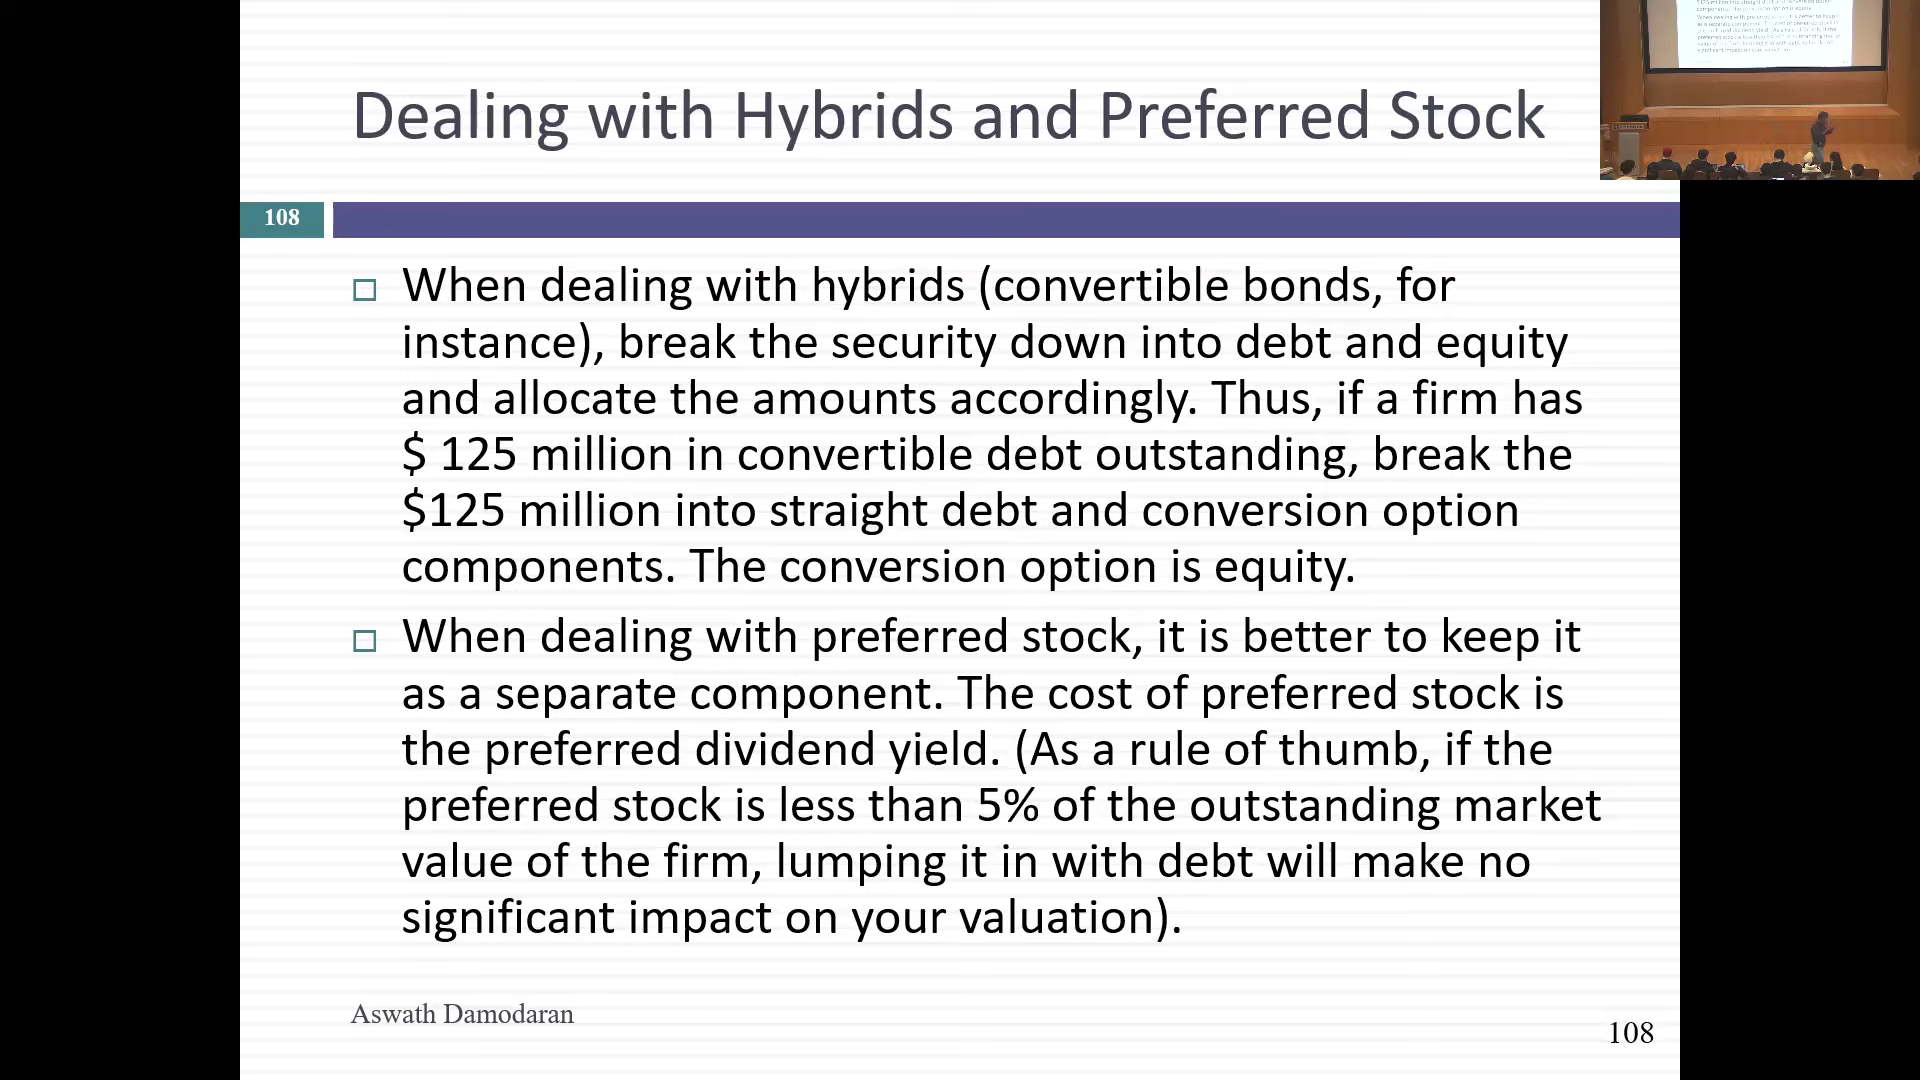 Dealing with Hybrids and Preferred Stock
108
When dealing with hybrids (convertible bonds, for
instance), break the security down into debt and equity
and allocate the amounts accordingly. Thus, if a firm has
$ 125 million in convertible debt outstanding, break the
$125 million into straight debt and conversion option
components. The conversion option is equity.
When dealing with preferred stock, it is better to keep it
as a separate component. The cost of preferred stock is
the preferred dividend yield. (As a rule of thumb, if the
preferred stock is less than 5% of the outstanding market
value of the firm, lumping it in with debt will make no
significant impact on your valuation).
Aswath Damodaran
108